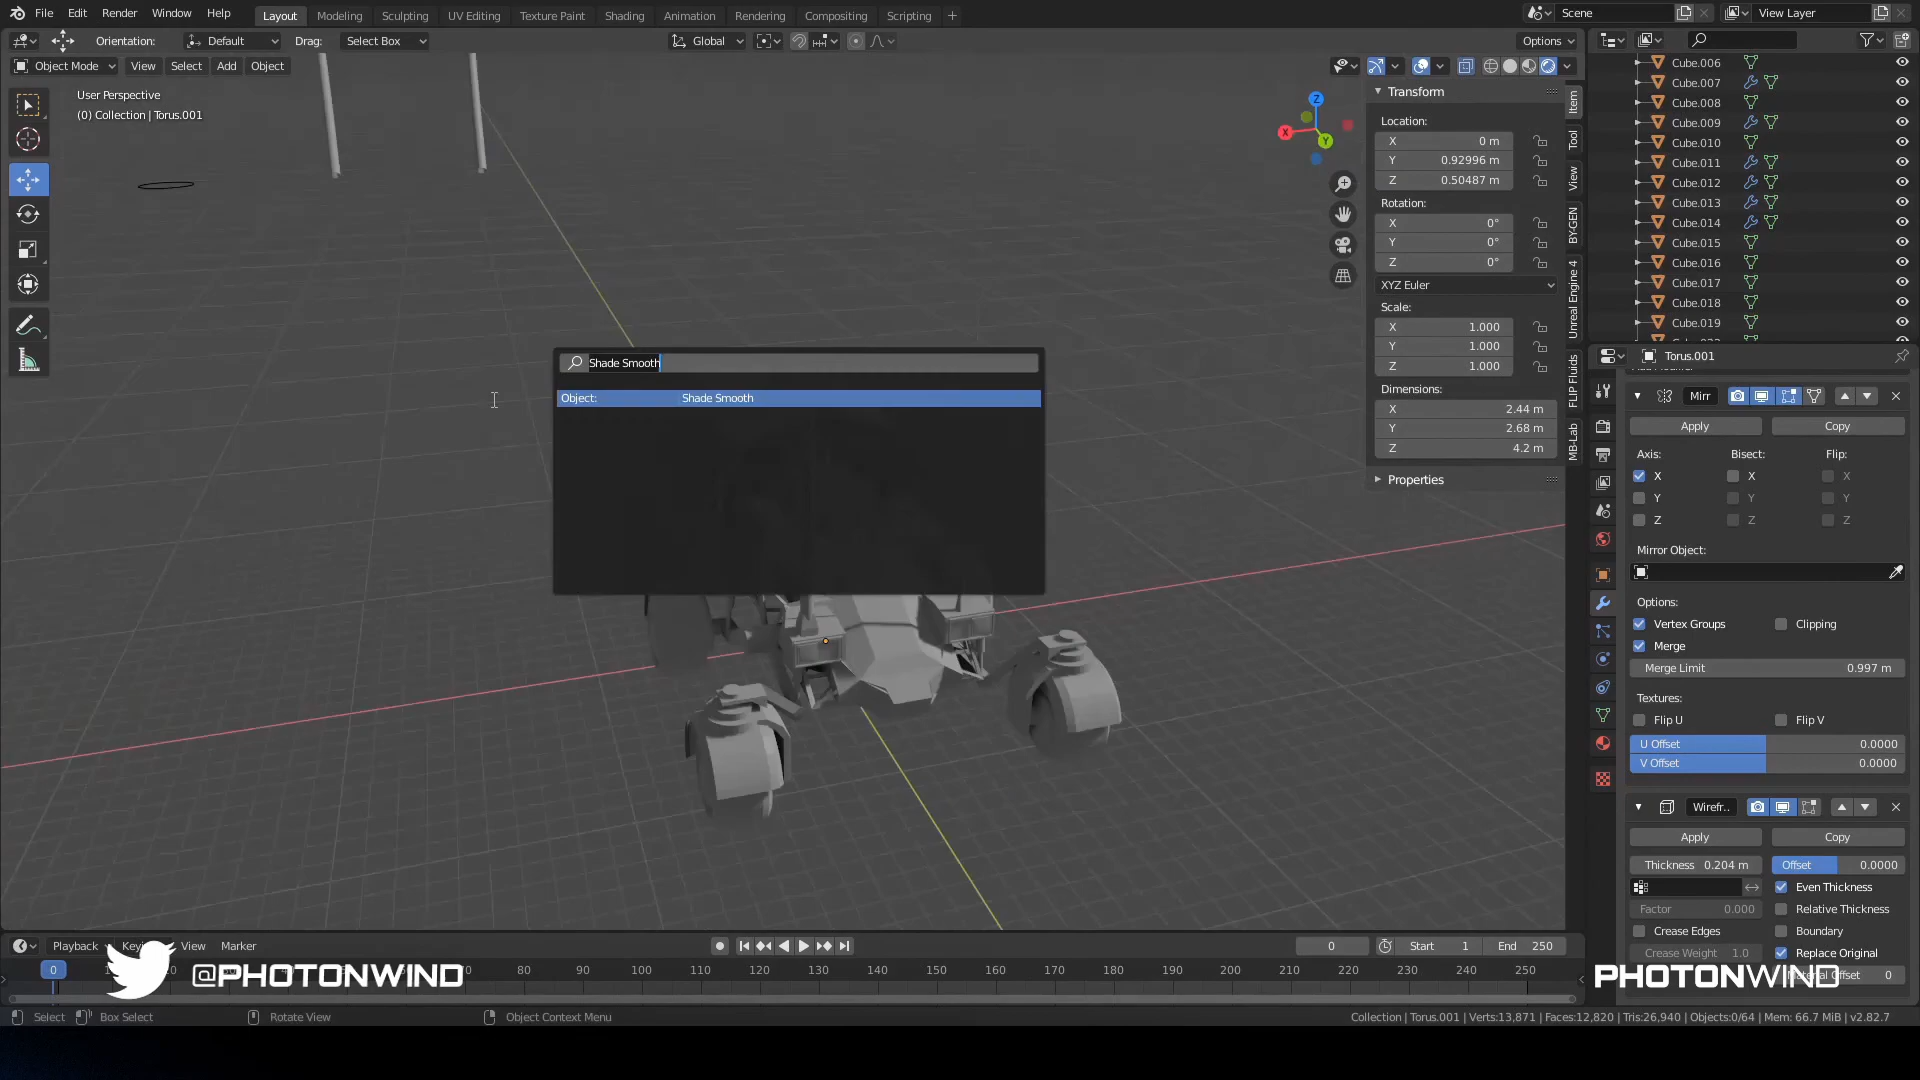 File Edit Render Window Help
Layout Modeling Sculpting UV Editing Texture Paint Shading Animation Rendering Compositing Scripting +
Scene
View Layer
Orientation: Default Drag: Select Box
Global
Options
Object Mode View Select Add Object
User Perspective
(0) Collection | Torus.001
Z
X
Y
Transform
Location:
X 0 m
Y 0.92996 m
Z 0.50487 m
Rotation:
X 0°
Y 0°
Z 0°
XYZ Euler
Scale:
X 1.000
Y 1.000
Z 1.000
Dimensions:
X 2.44 m
Y 2.68 m
Z 4.2 m
Properties
Item
Tool
View
BY-GEN
Unreal Engine 4
FLIP Fluids
MB-Lab
Shade Smooth
Object: Shade Smooth
Cube.006
Cube.007
Cube.008
Cube.009
Cube.010
Cube.011
Cube.012
Cube.013
Cube.014
Cube.015
Cube.016
Cube.017
Cube.018
Cube.019
Torus.001
Mirr
Apply Copy
Axis: Bisect: Flip:
X X X
Y Y Y
Z Z Z
Mirror Object:
Options:
Vertex Groups Clipping
Merge
Merge Limit 0.997 m
Textures:
Flip U Flip V
U Offset 0.0000
V Offset 0.0000
Wirefr..
Apply Copy
Thickness 0.204 m Offset 0.0000
Even Thickness
Factor 0.000 Relative Thickness
Crease Edges Boundary
Crease Weight 1.0 Replace Original
Offset 0
Playback View Marker
0 Start 1 End 250
0 20 30 40 50 60 70 80 90 100 110 120 130 140 150 160 170 180 190 200 210 220 230 240 250
@PHOTONWIND
PHOTONWIND
Select Box Select Rotate View Object Context Menu
Collection | Torus.001 | Verts:13,871 | Faces:12,820 | Tris:26,940 | Objects:0/64 | Mem: 66.7 MiB | v2.82.7